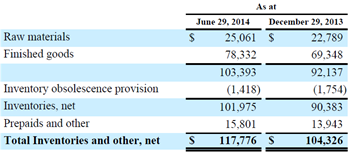 As at
June 29, 2014 December 29, 2013
Raw materials $ 25,061 $ 22,789
Finished goods 78,332 69,348
103,393 92,137
Inventory obsolescence provision (1,418) (1,754)
Inventories, net 101,975 90,383
Prepaids and other 15,801 13,943
Total Inventories and other, net $ 117,776 $ 104,326